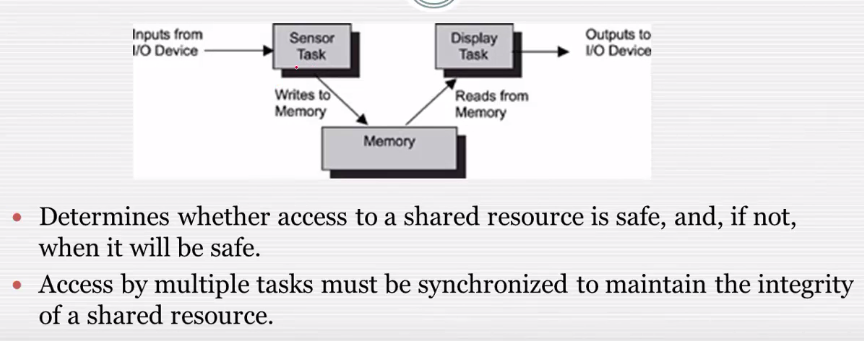 Inputs from
I/O Device
Sensor
Task
Display
Task
Outputs to
I/O Device
Writes to
Memory
Reads from
Memory
Memory
• Determines whether access to a shared resource is safe, and, if not,
when it will be safe.
• Access by multiple tasks must be synchronized to maintain the integrity
of a shared resource.